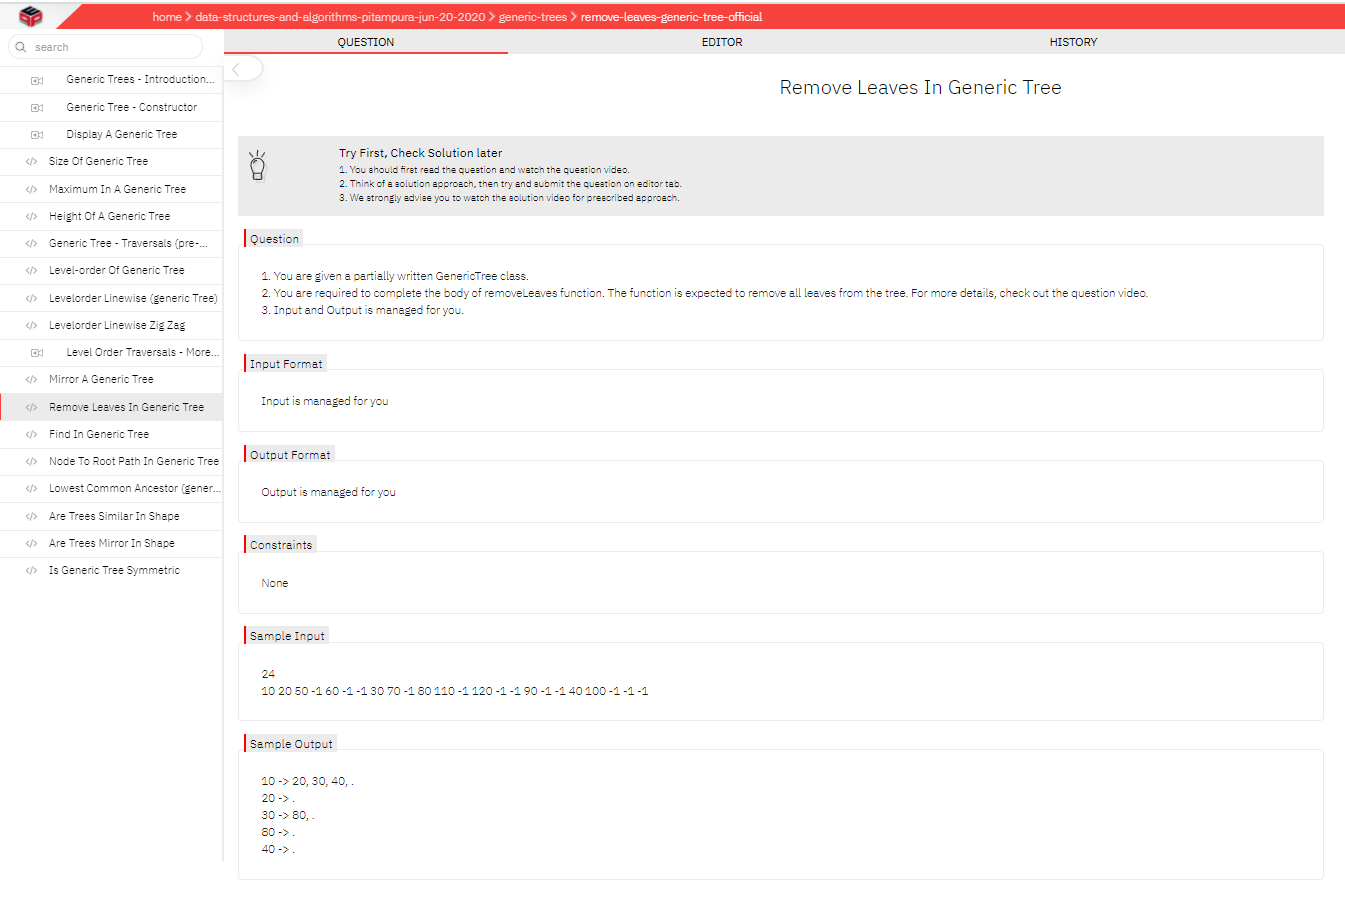 home > data-structures-and-algorithms-pitampura-jun-20-2020 > generic-trees > remove-leaves-generic-tree-official
search
QUESTION EDITOR HISTORY
Generic Trees - Introduction...
Generic Tree - Constructor
Display A Generic Tree
Size Of Generic Tree
Maximum In A Generic Tree
Height Of A Generic Tree
Generic Tree - Traversals (pre-...
Level-order Of Generic Tree
Levelorder Linewise (generic Tree)
Levelorder Linewise Zig Zag
Level Order Traversals - More...
Mirror A Generic Tree
Remove Leaves In Generic Tree
Find In Generic Tree
Node To Root Path In Generic Tree
Lowest Common Ancestor (gener...
Are Trees Similar In Shape
Are Trees Mirror In Shape
Is Generic Tree Symmetric
Remove Leaves In Generic Tree
Try First, Check Solution later
1. You should first read the question and watch the question video.
2. Think of a solution approach, then try and submit the question on editor tab.
3. We strongly advise you to watch the solution video for prescribed approach.
Question
1. You are given a partially written GenericTree class.
2. You are required to complete the body of removeLeaves function. The function is expected to remove all leaves from the tree. For more details, check out the question video.
3. Input and Output is managed for you.
Input Format
Input is managed for you
Output Format
Output is managed for you
Constraints
None
Sample Input
24
10 20 50 -1 60 -1 -1 30 70 -1 80 110 -1 120 -1 -1 90 -1 -1 40 100 -1 -1 -1
Sample Output
10 -> 20, 30, 40, .
20 -> .
30 -> 80, .
80 -> .
40 -> .